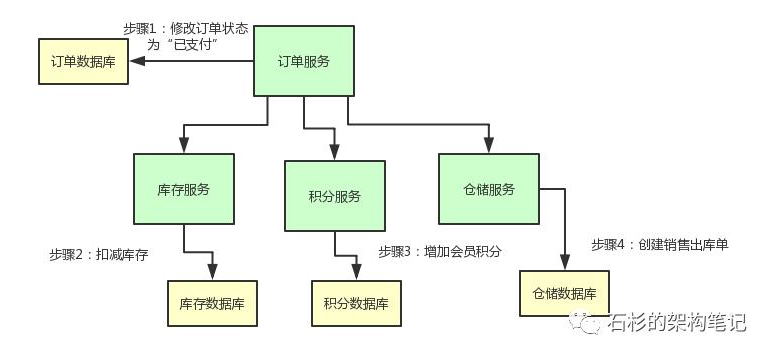 步骤1：修改订单状态
为“已支付”
订单数据库
订单服务
库存服务
积分服务
仓储服务
步骤2：扣减库存
步骤3：增加会员积分
步骤4：创建销售出库单
库存数据库
积分数据库
仓储数据库
石杉的架构笔记